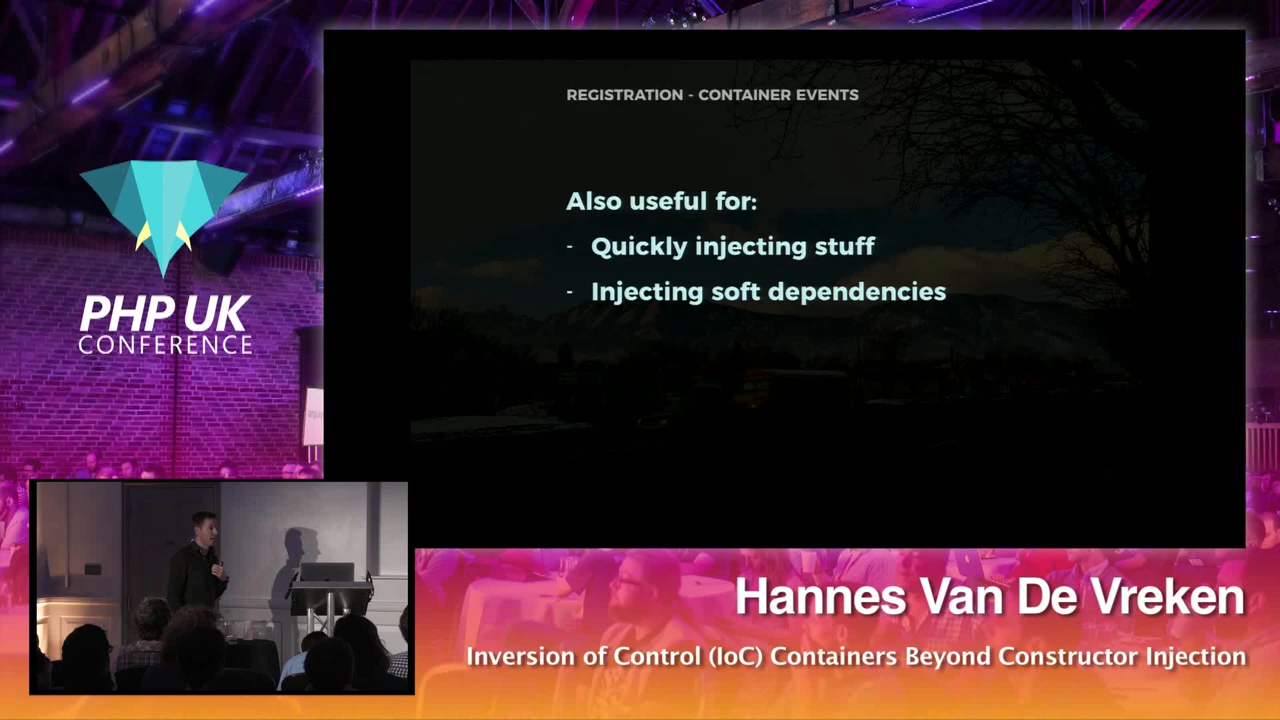 REGISTRATION - CONTAINER EVENTS
Also useful for:
- Quickly injecting stuff
- Injecting soft dependencies
PHP UK
CONFERENCE
Hannes Van De Vreken
Inversion of Control (IoC) Containers Beyond Constructor Injection